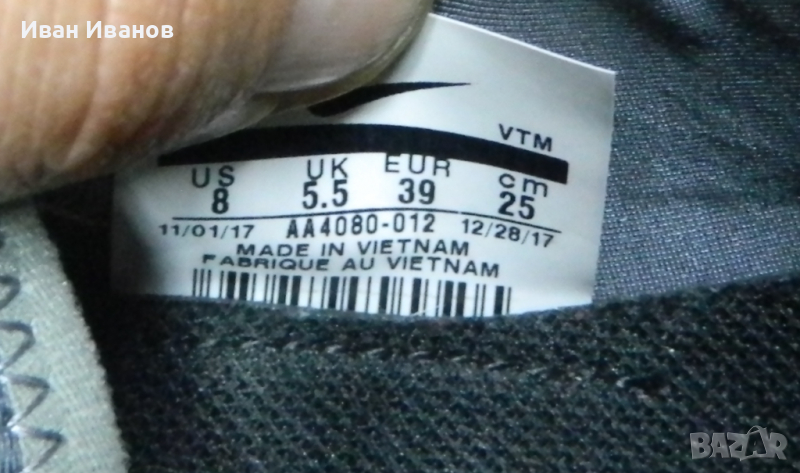 Иван Иванов
VTM
US UK EUR cm
8 5.5 39 25
11/01/17 AA4080-012 12/28/17
MADE IN VIETNAM
FABRIQUE AU VIETNAM
BAZAR